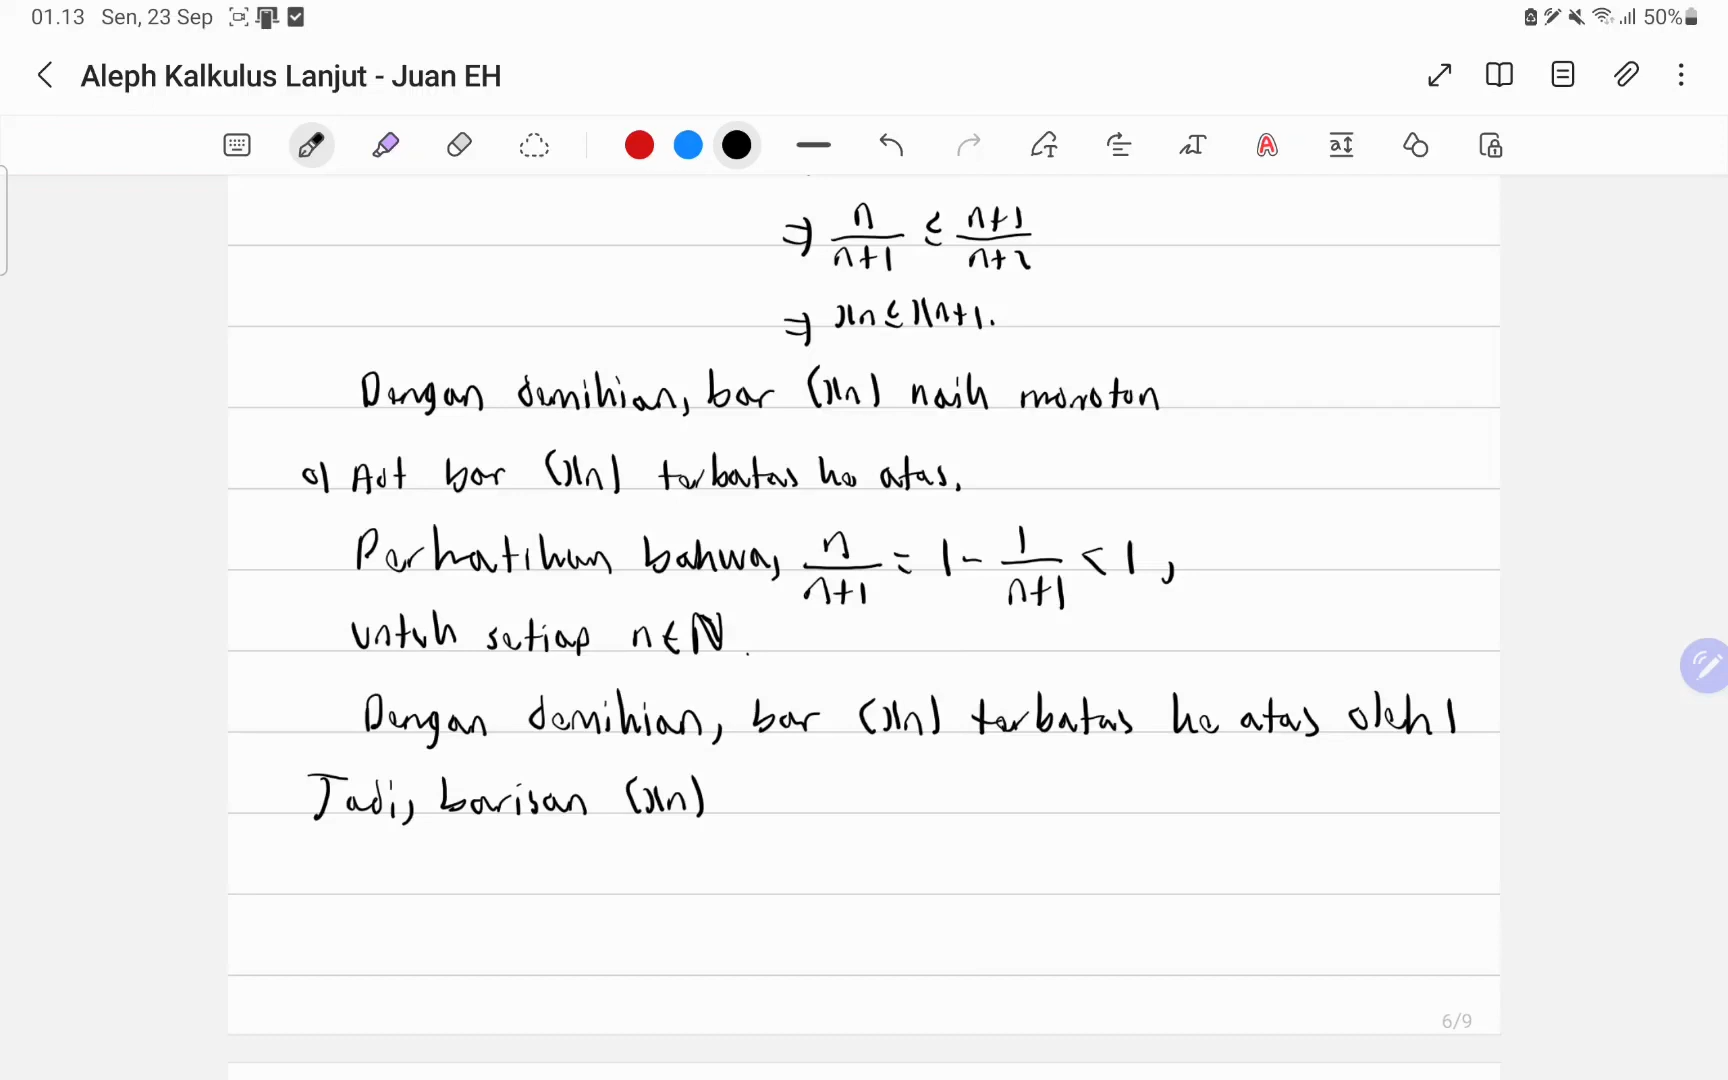 01.13 Sen, 23 Sep 50%
Aleph Kalkulus Lanjut - Juan EH
⇒ n/(n+1) ≤ (n+1)/(n+2)
⇒ xn ≤ xn+1.
Dengan demikian, bar (xn) naik monoton
o) Adt bar (xn) terbatas ke atas.
Perhatikan bahwa, n/(n+1) = 1 - 1/(n+1) < 1,
untuk setiap n ∈ ℕ.
Dengan demikian, bar (xn) terbatas ke atas oleh 1
Jadi, barisan (xn)
6/9